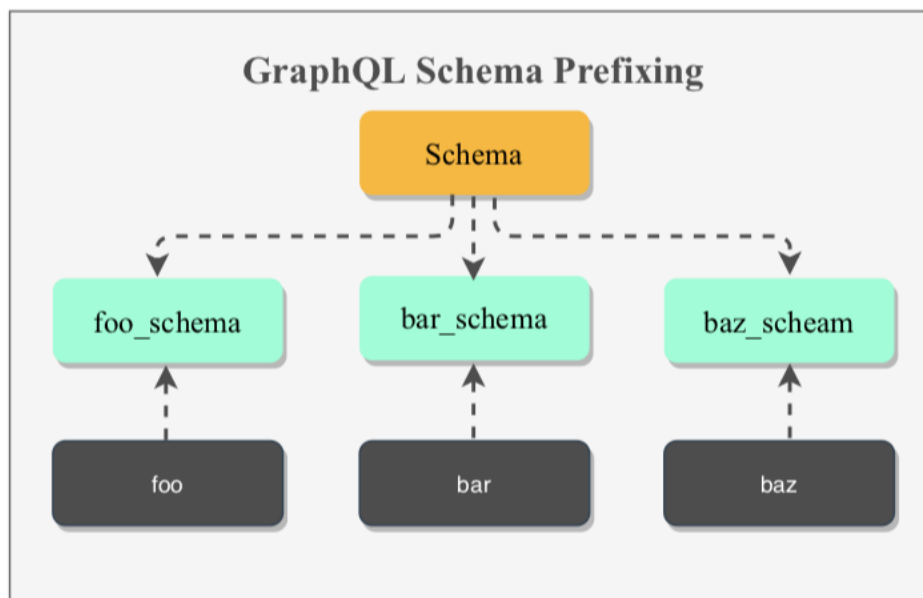 GraphQL Schema Prefixing
Schema
foo_schema
bar_schema
baz_scheam
foo
bar
baz